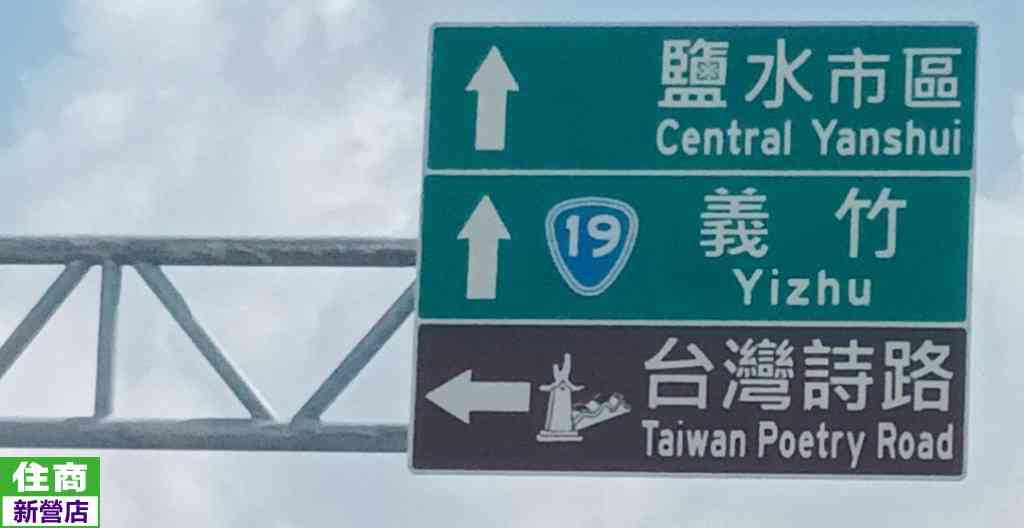 鹽水市區
Central Yanshui
19
義竹
Yizhu
台灣詩路
Taiwan Poetry Road
住商
新營店